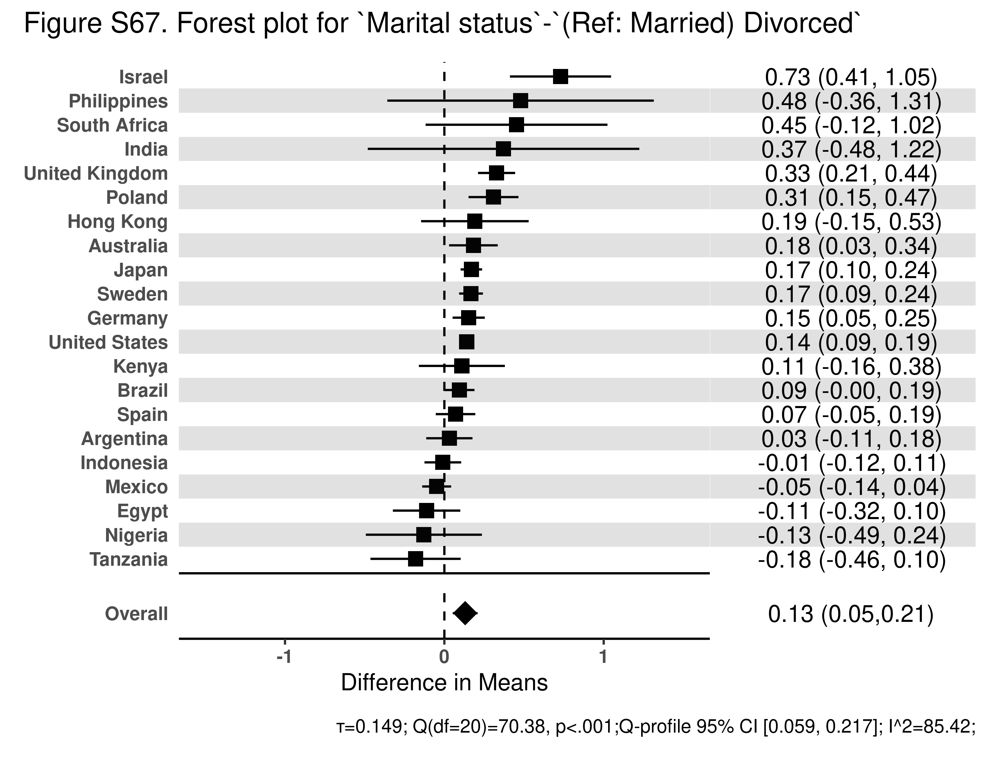 Figure S67. Forest plot for `Marital status`-`(Ref: Married) Divorced`
Israel 0.73 (0.41, 1.05)
Philippines 0.48 (-0.36, 1.31)
South Africa 0.45 (-0.12, 1.02)
India 0.37 (-0.48, 1.22)
United Kingdom 0.33 (0.21, 0.44)
Poland 0.31 (0.15, 0.47)
Hong Kong 0.19 (-0.15, 0.53)
Australia 0.18 (0.03, 0.34)
Japan 0.17 (0.10, 0.24)
Sweden 0.17 (0.09, 0.24)
Germany 0.15 (0.05, 0.25)
United States 0.14 (0.09, 0.19)
Kenya 0.11 (-0.16, 0.38)
Brazil 0.09 (-0.00, 0.19)
Spain 0.07 (-0.05, 0.19)
Argentina 0.03 (-0.11, 0.18)
Indonesia -0.01 (-0.12, 0.11)
Mexico -0.05 (-0.14, 0.04)
Egypt -0.11 (-0.32, 0.10)
Nigeria -0.13 (-0.49, 0.24)
Tanzania -0.18 (-0.46, 0.10)
Overall 0.13 (0.05,0.21)
-1 0 1
Difference in Means
τ=0.149; Q(df=20)=70.38, p<.001;Q-profile 95% CI [0.059, 0.217]; I^2=85.42;